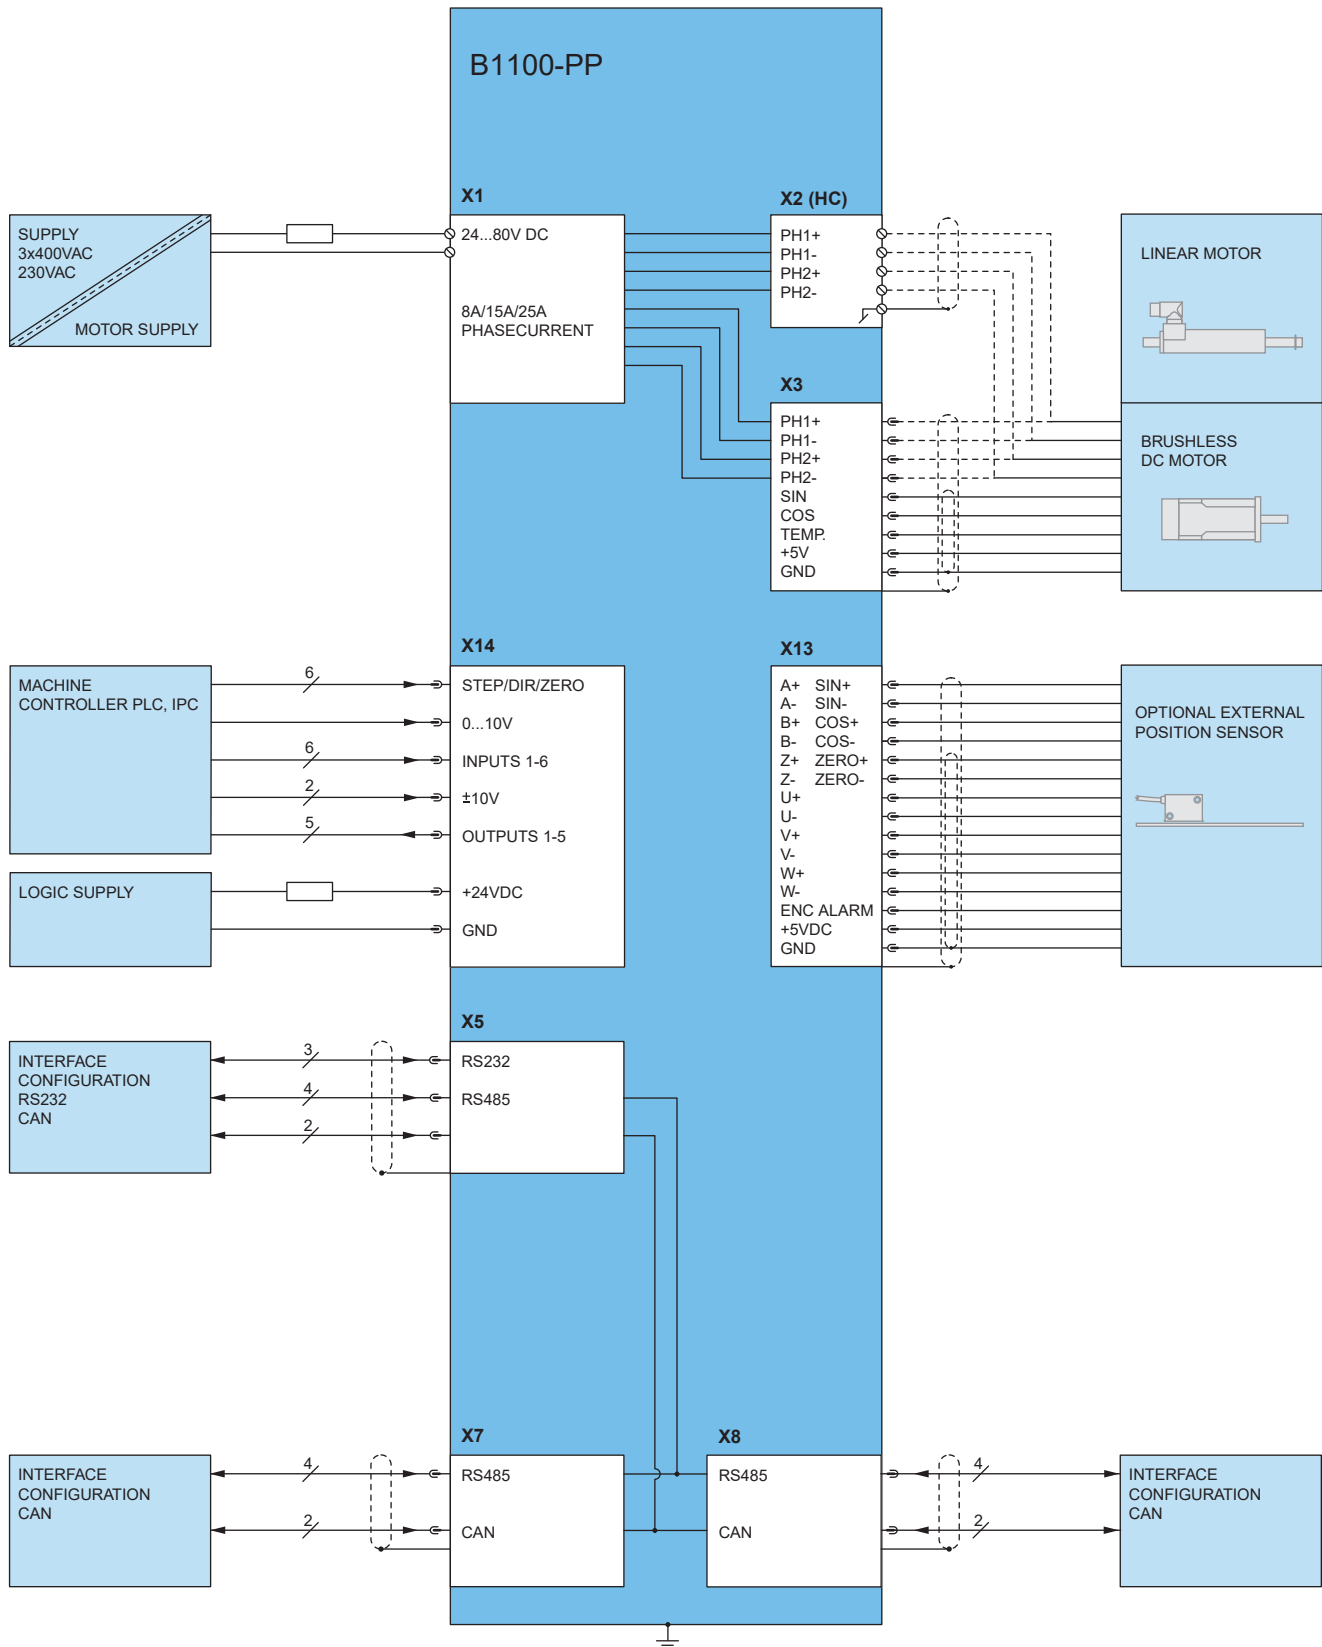 B1100-PP
X1
X2 (HC)
SUPPLY
3x400VAC
230VAC
MOTOR SUPPLY
24...80V DC
8A/15A/25A
PHASECURRENT
PH1+
PH1-
PH2+
PH2-
LINEAR MOTOR
X3
PH1+
PH1-
PH2+
PH2-
SIN
COS
TEMP.
+5V
GND
BRUSHLESS
DC MOTOR
X14
MACHINE
CONTROLLER PLC, IPC
6
STEP/DIR/ZERO
0...10V
6
INPUTS 1-6
2
±10V
5
OUTPUTS 1-5
LOGIC SUPPLY
+24VDC
GND
X13
A+ SIN+
A- SIN-
B+ COS+
B- COS-
Z+ ZERO+
Z- ZERO-
U+
U-
V+
V-
W+
W-
ENC ALARM
+5VDC
GND
OPTIONAL EXTERNAL
POSITION SENSOR
X5
INTERFACE
CONFIGURATION
RS232
CAN
3
RS232
4
RS485
2
X7
INTERFACE
CONFIGURATION
CAN
4
RS485
2
CAN
X8
RS485
4
CAN
2
INTERFACE
CONFIGURATION
CAN